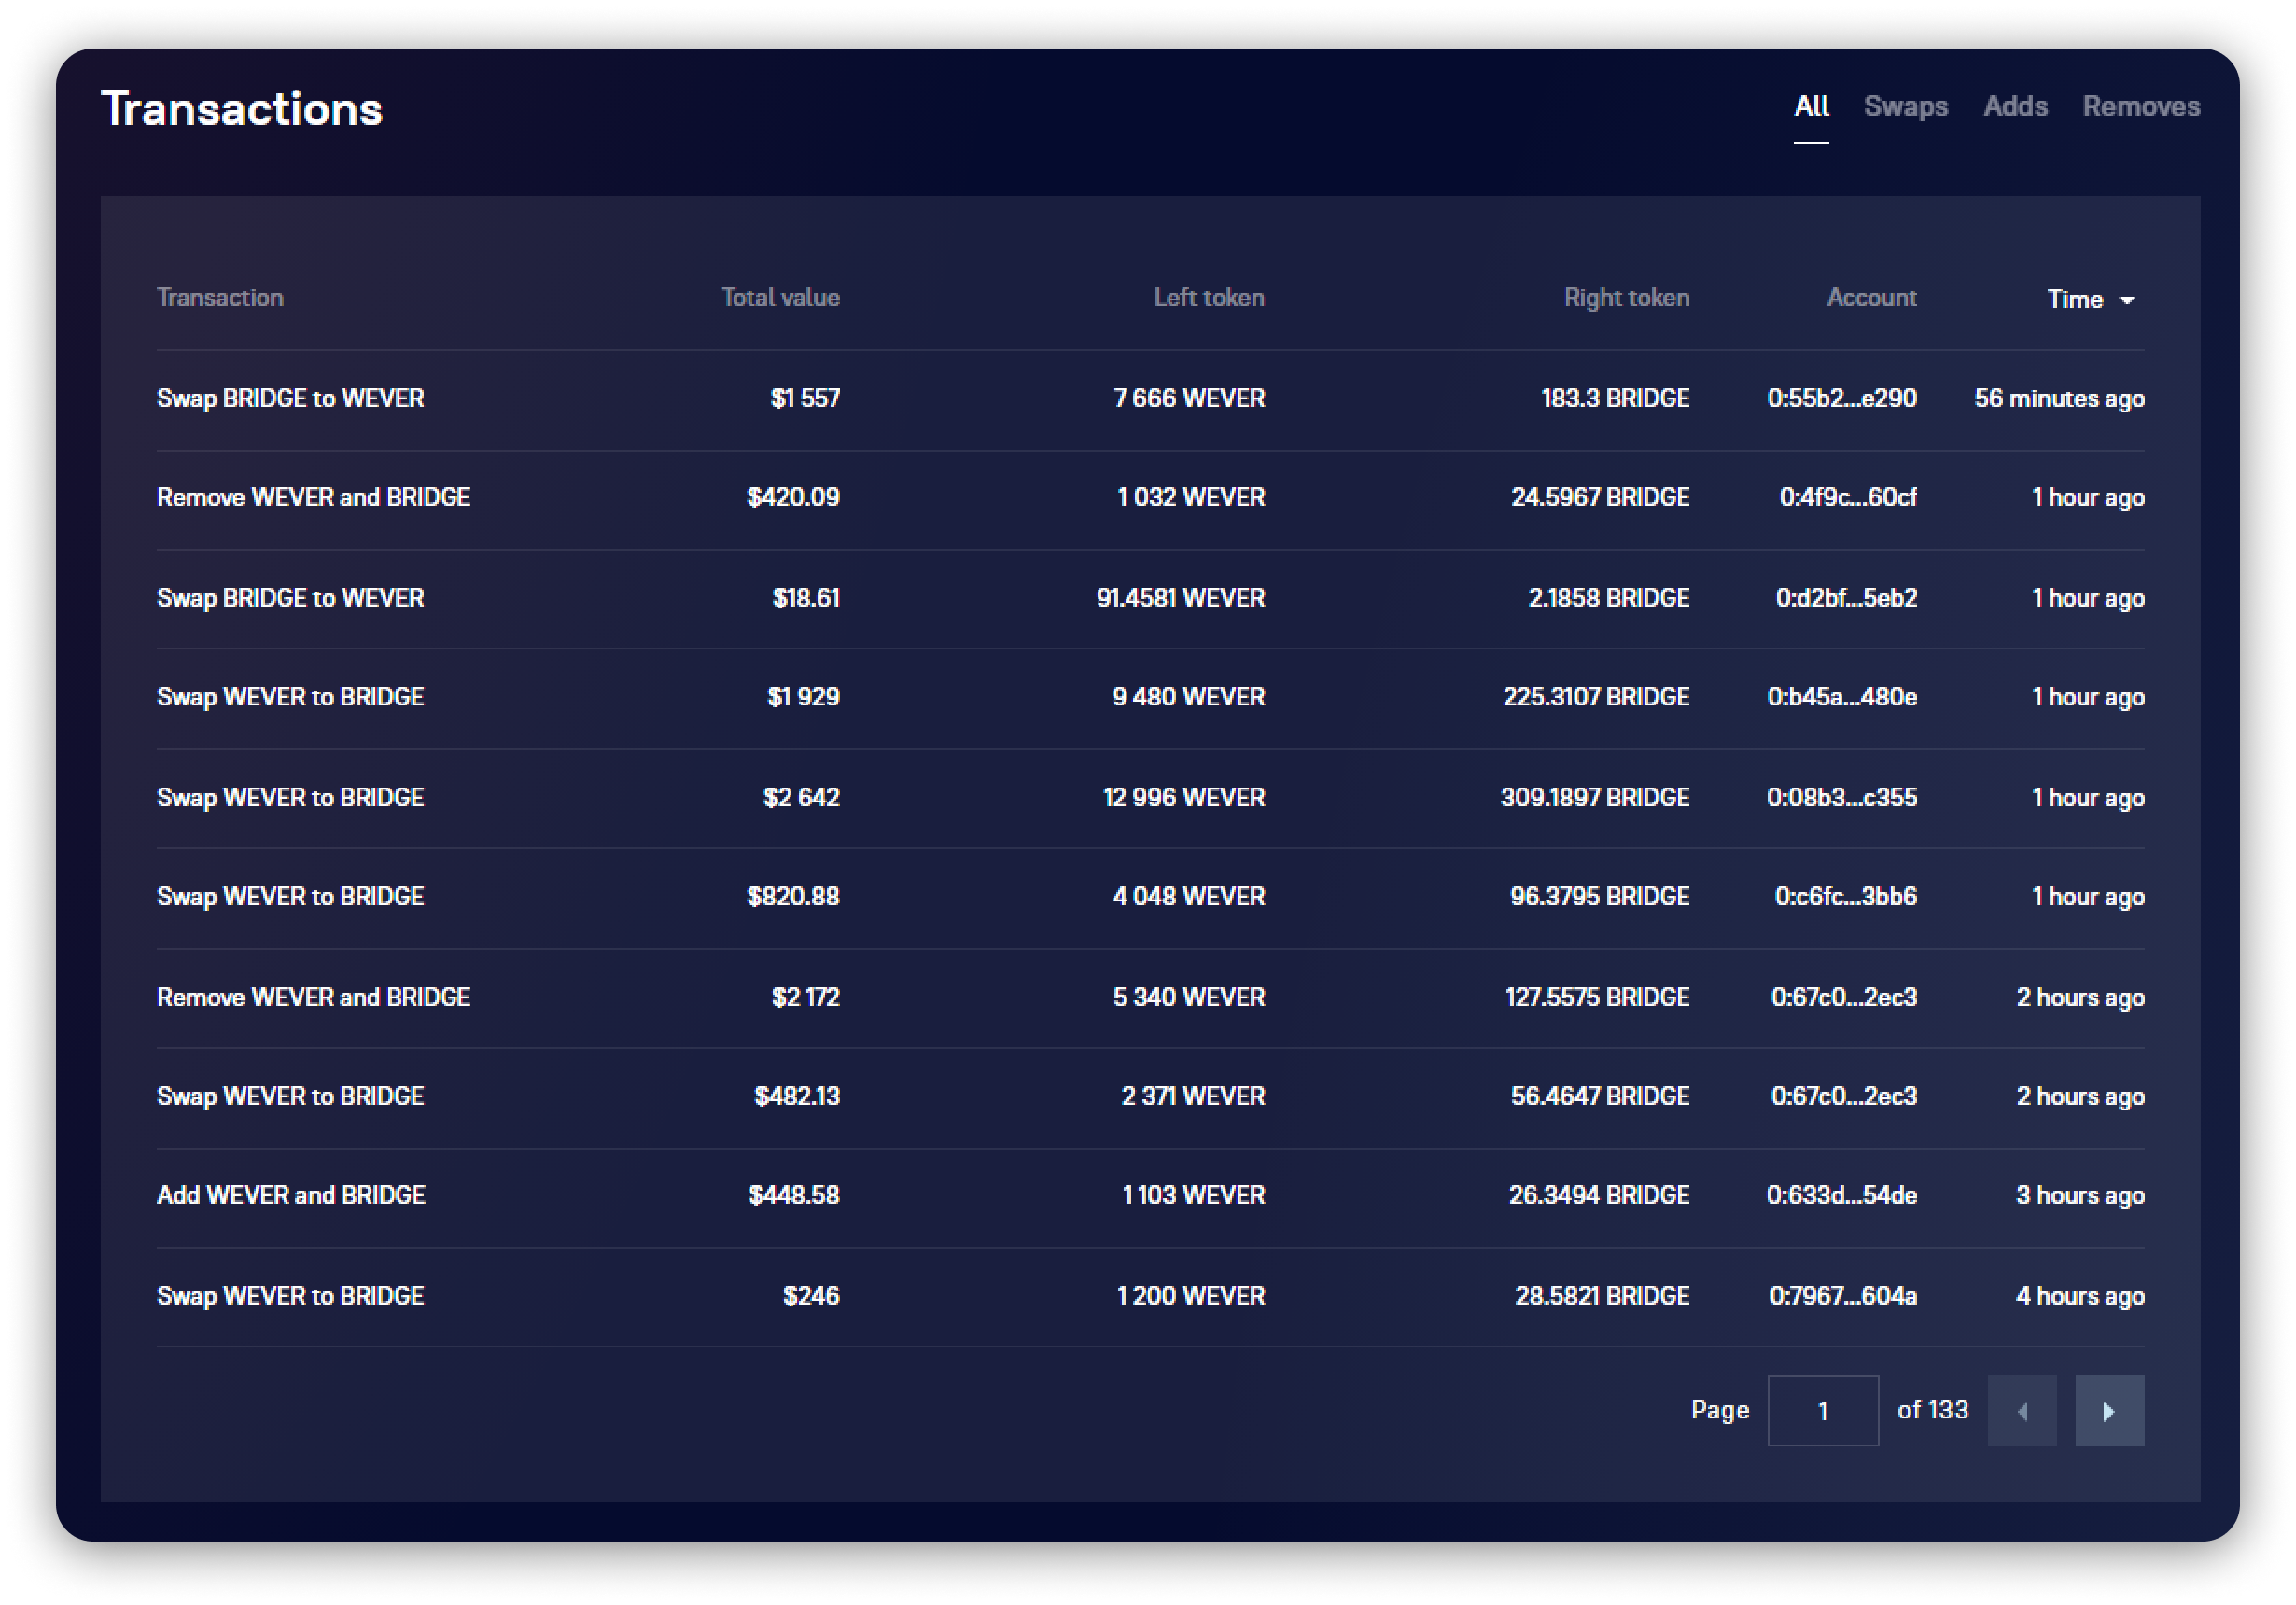 Transactions
All Swaps Adds Removes
Transaction Total value Left token Right token Account Time
Swap BRIDGE to WEVER $1 557 7 666 WEVER 183.3 BRIDGE 0:55b2...e290 56 minutes ago
Remove WEVER and BRIDGE $420.09 1 032 WEVER 24.5967 BRIDGE 0:4f9c...60cf 1 hour ago
Swap BRIDGE to WEVER $18.61 91.4581 WEVER 2.1858 BRIDGE 0:d2bf...5eb2 1 hour ago
Swap WEVER to BRIDGE $1 929 9 480 WEVER 225.3107 BRIDGE 0:b45a...480e 1 hour ago
Swap WEVER to BRIDGE $2 642 12 996 WEVER 309.1897 BRIDGE 0:08b3...c355 1 hour ago
Swap WEVER to BRIDGE $820.88 4 048 WEVER 96.3795 BRIDGE 0:c6fc...3bb6 1 hour ago
Remove WEVER and BRIDGE $2 172 5 340 WEVER 127.5575 BRIDGE 0:67c0...2ec3 2 hours ago
Swap WEVER to BRIDGE $482.13 2 371 WEVER 56.4647 BRIDGE 0:67c0...2ec3 2 hours ago
Add WEVER and BRIDGE $448.58 1 103 WEVER 26.3494 BRIDGE 0:633d...54de 3 hours ago
Swap WEVER to BRIDGE $246 1 200 WEVER 28.5821 BRIDGE 0:7967...604a 4 hours ago
Page 1 of 133